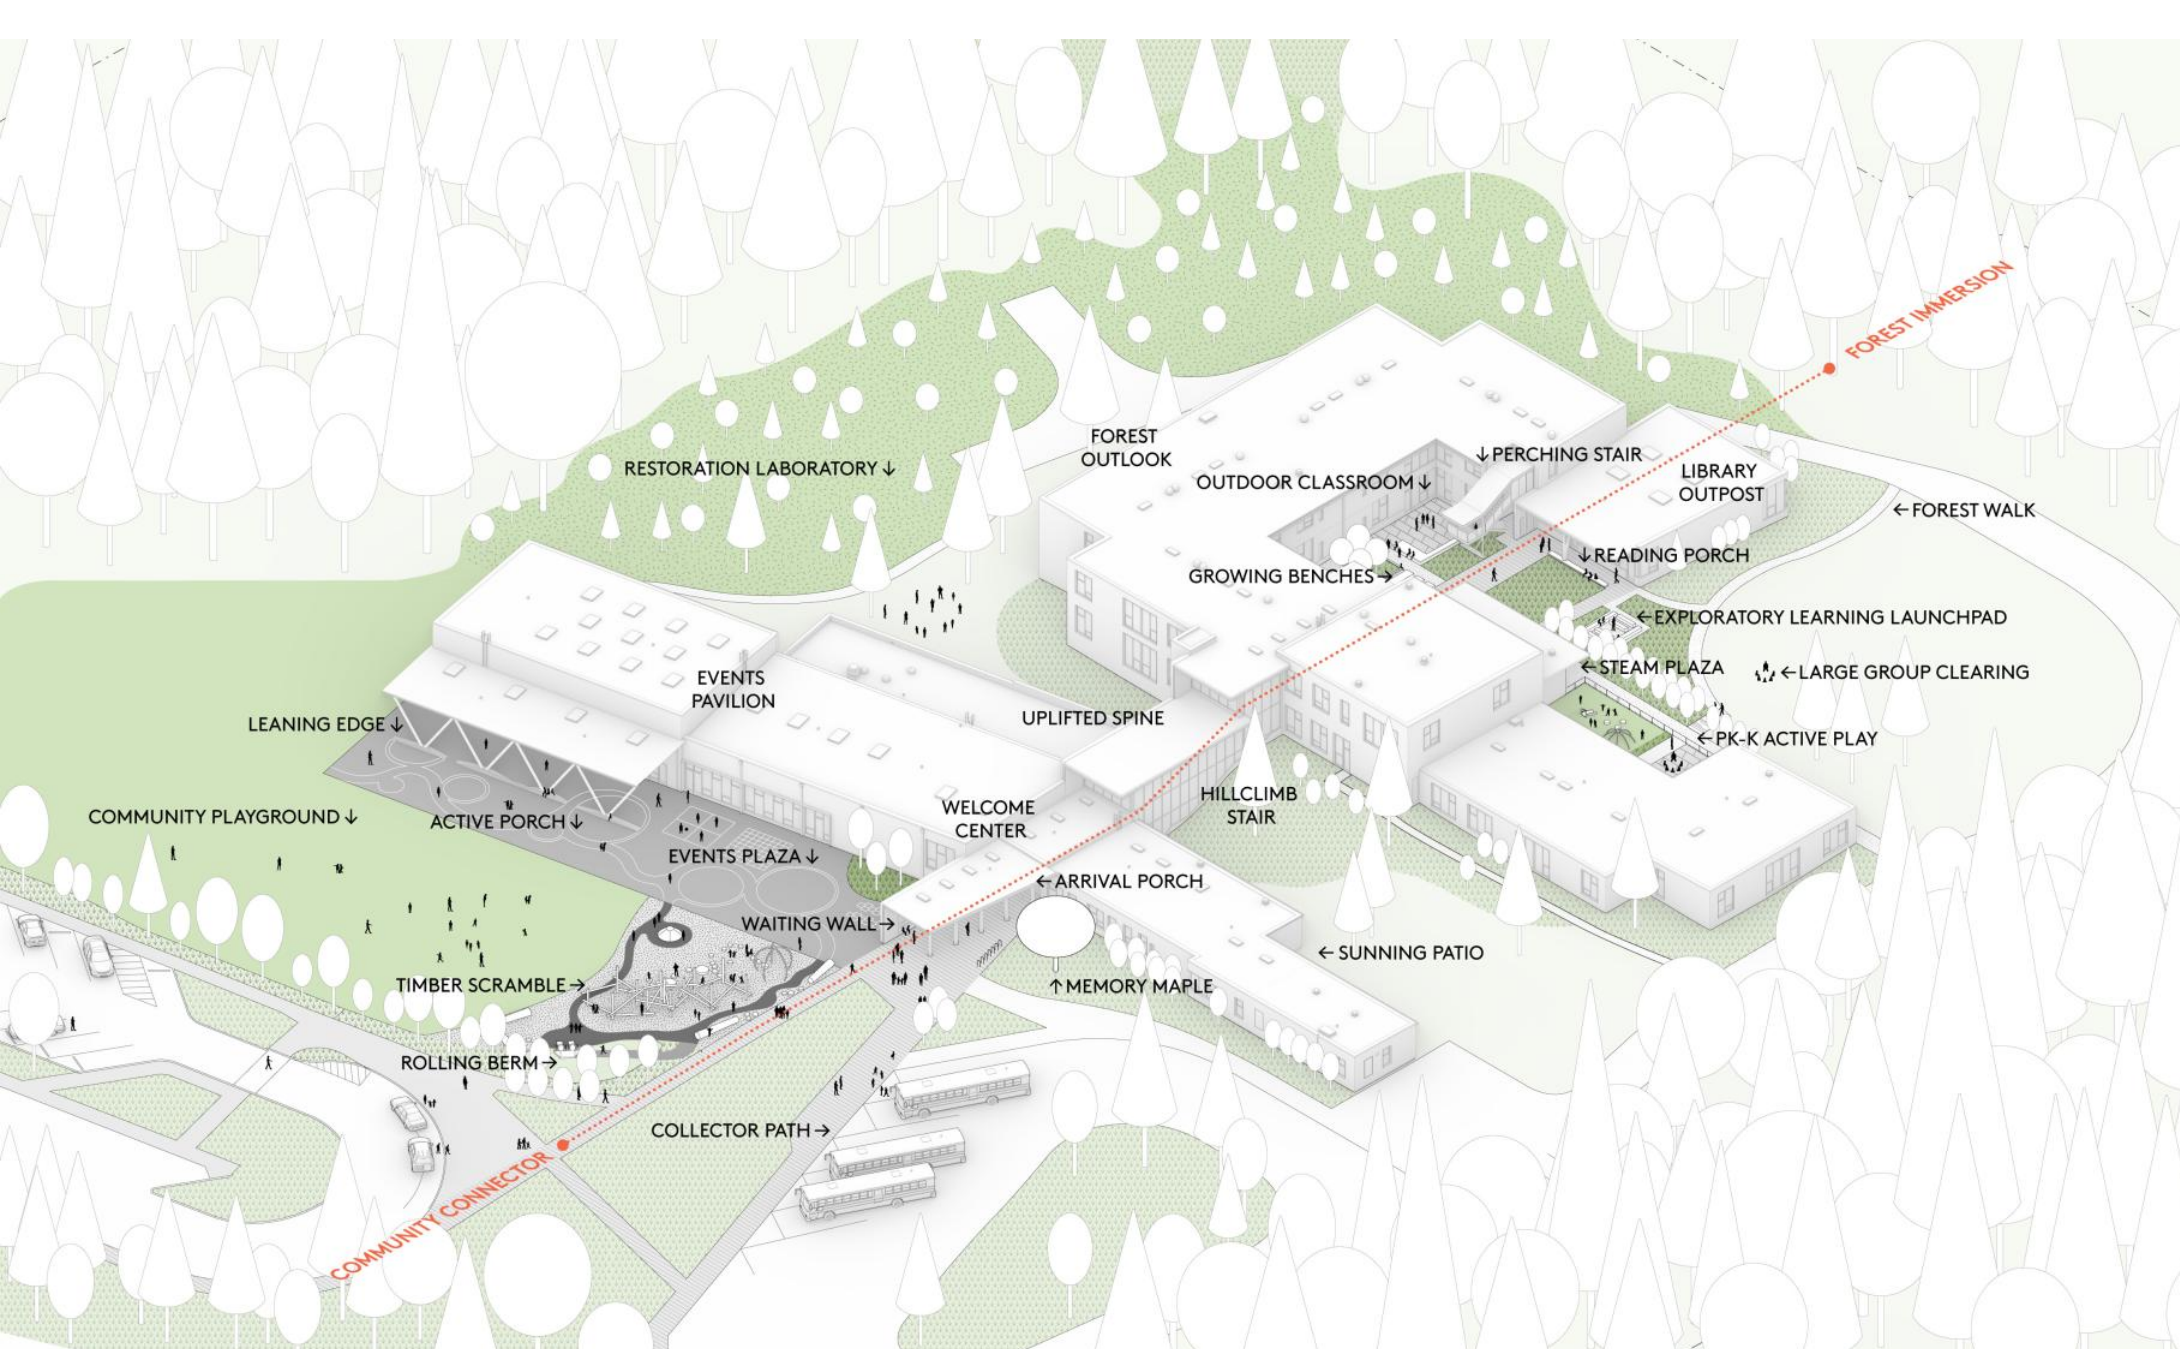 FOREST IMMERSION
FOREST
OUTLOOK
RESTORATION LABORATORY ↓
↓ PERCHING STAIR
OUTDOOR CLASSROOM ↓
LIBRARY
OUTPOST
← FOREST WALK
↓ READING PORCH
GROWING BENCHES →
← EXPLORATORY LEARNING LAUNCHPAD
← STEAM PLAZA
← LARGE GROUP CLEARING
EVENTS
PAVILION
LEANING EDGE ↓
UPLIFTED SPINE
← PK-K ACTIVE PLAY
COMMUNITY PLAYGROUND ↓
ACTIVE PORCH ↓
WELCOME
CENTER
HILLCLIMB
STAIR
EVENTS PLAZA ↓
← ARRIVAL PORCH
WAITING WALL →
← SUNNING PATIO
TIMBER SCRAMBLE →
↑ MEMORY MAPLE
ROLLING BERM →
COLLECTOR PATH →
COMMUNITY CONNECTOR